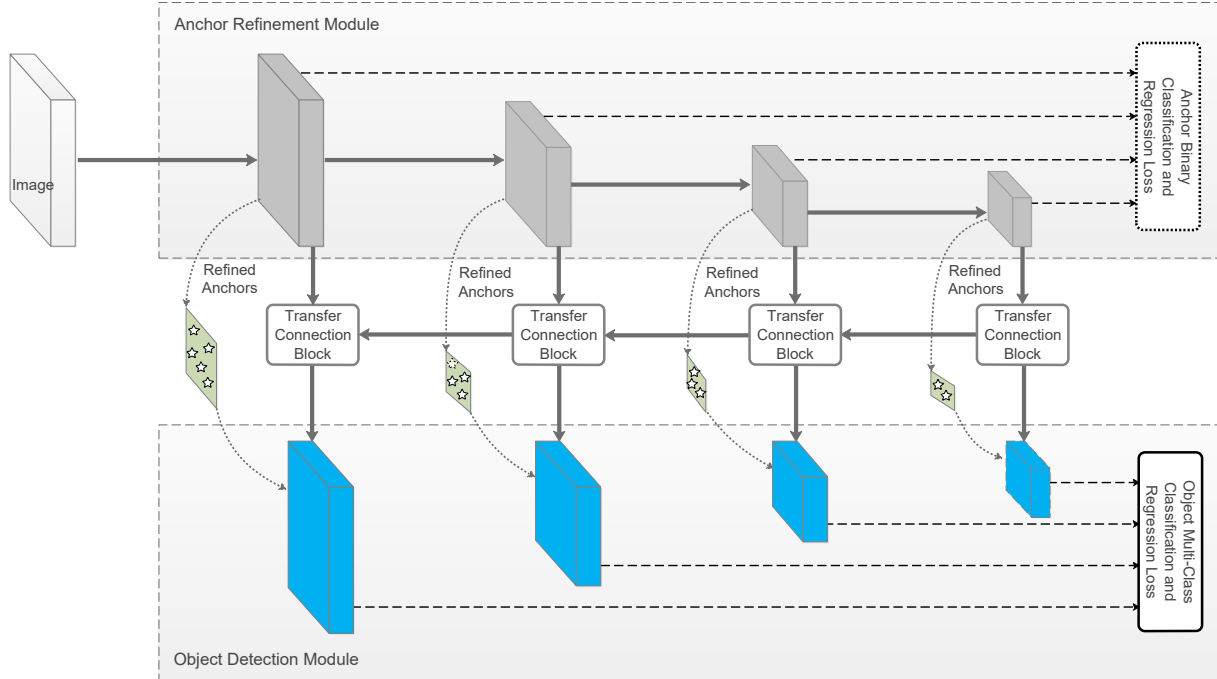 Anchor Refinement Module
Image
Anchor Binary
Classification and
Regression Loss
Refined
Anchors
Refined
Anchors
Refined
Anchors
Refined
Anchors
Transfer
Connection
Block
Transfer
Connection
Block
Transfer
Connection
Block
Transfer
Connection
Block
Object Multi-Class
Classification and
Regression Loss
Object Detection Module